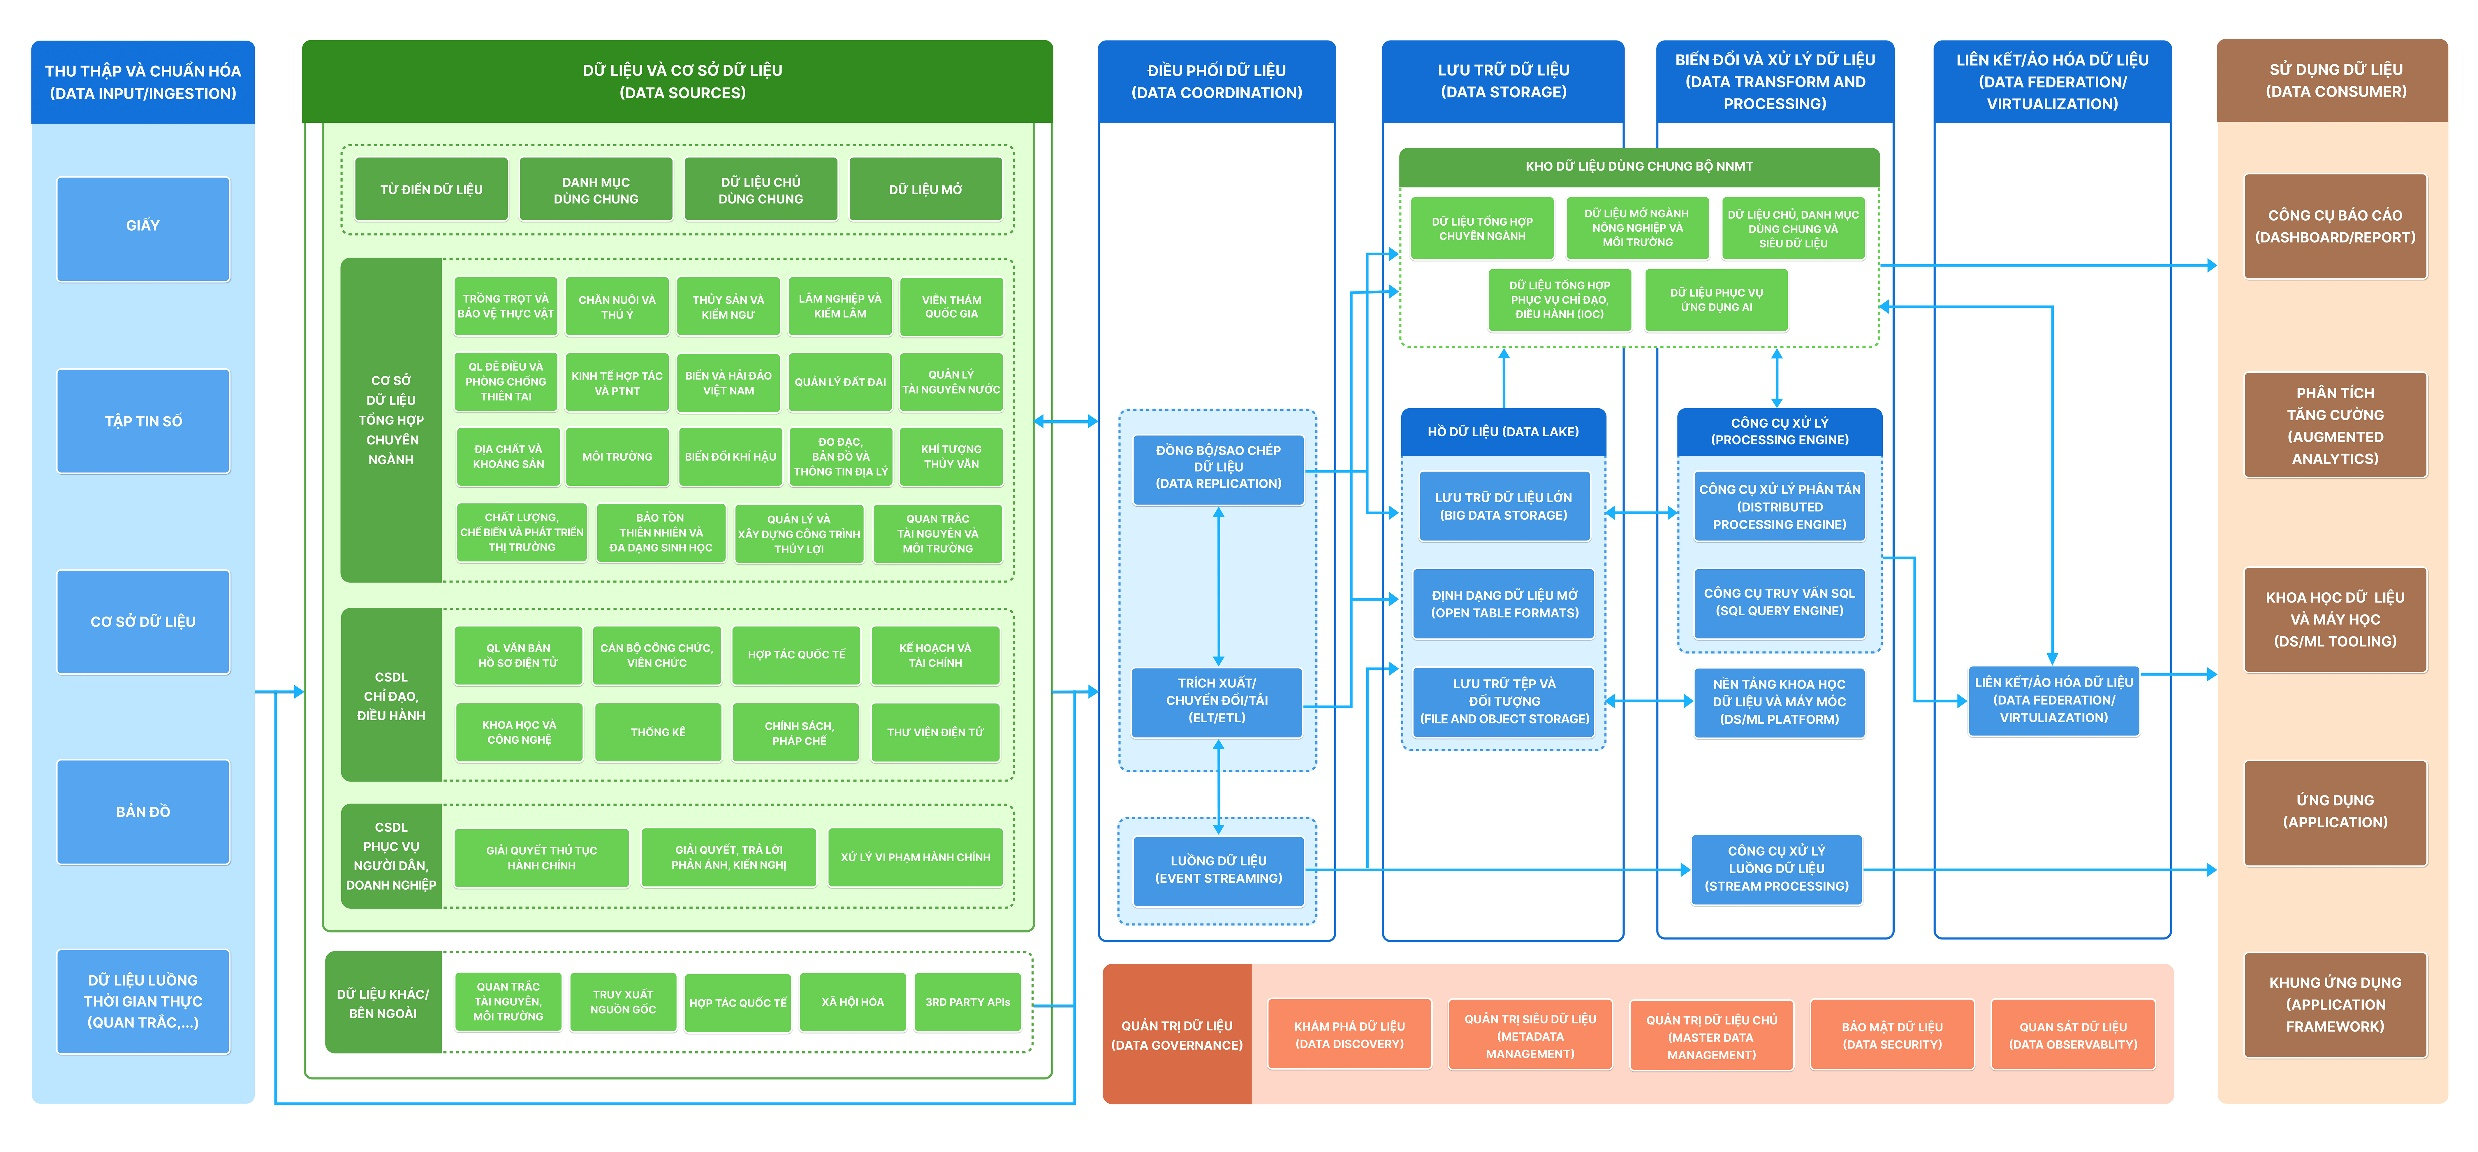 THU THẬP VÀ CHUẨN HÓA
(DATA INPUT/INGESTION)
GIẤY
TẬP TIN SỐ
CƠ SỞ DỮ LIỆU
BẢN ĐỒ
DỮ LIỆU LUỒNG
THỜI GIAN THỰC
(QUAN TRẮC,...)
DỮ LIỆU VÀ CƠ SỞ DỮ LIỆU
(DATA SOURCES)
TỪ ĐIỂN DỮ LIỆU
DANH MỤC
DÙNG CHUNG
DỮ LIỆU CHỦ
DÙNG CHUNG
DỮ LIỆU MỞ
CƠ SỞ
DỮ LIỆU
TỔNG HỢP
CHUYÊN
NGÀNH
TRỒNG TRỌT VÀ
BẢO VỆ THỰC VẬT
CHĂN NUÔI VÀ
THÚ Y
THỦY SẢN VÀ
KIỂM NGƯ
LÂM NGHIỆP VÀ
KIỂM LÂM
VIỄN THÁM
QUỐC GIA
QL ĐÊ ĐIỀU VÀ
PHÒNG CHỐNG
THIÊN TAI
KINH TẾ HỢP TÁC
VÀ PTNT
BIỂN VÀ HẢI ĐẢO
VIỆT NAM
QUẢN LÝ ĐẤT ĐAI
QUẢN LÝ
TÀI NGUYÊN NƯỚC
ĐỊA CHẤT VÀ
KHOÁNG SẢN
MÔI TRƯỜNG
BIẾN ĐỔI KHÍ HẬU
ĐO ĐẠC,
BẢN ĐỒ VÀ
THÔNG TIN ĐỊA LÝ
KHÍ TƯỢNG
THỦY VĂN
CHẤT LƯỢNG,
CHẾ BIẾN VÀ PHÁT TRIỂN
THỊ TRƯỜNG
BẢO TỒN
THIÊN NHIÊN VÀ
ĐA DẠNG SINH HỌC
QUẢN LÝ VÀ
XÂY DỰNG CÔNG TRÌNH
THỦY LỢI
QUAN TRẮC
TÀI NGUYÊN VÀ
MÔI TRƯỜNG
CSDL
CHỈ ĐẠO,
ĐIỀU HÀNH
QL VĂN BẢN
HỒ SƠ ĐIỆN TỬ
CÁN BỘ CÔNG CHỨC,
VIÊN CHỨC
HỢP TÁC QUỐC TẾ
KẾ HOẠCH VÀ
TÀI CHÍNH
KHOA HỌC VÀ
CÔNG NGHỆ
THỐNG KÊ
CHÍNH SÁCH,
PHÁP CHẾ
THƯ VIỆN ĐIỆN TỬ
CSDL
PHỤC VỤ
NGƯỜI DÂN,
DOANH NGHIỆP
GIẢI QUYẾT THỦ TỤC
HÀNH CHÍNH
GIẢI QUYẾT, TRẢ LỜI
PHẢN ÁNH, KIẾN NGHỊ
XỬ LÝ VI PHẠM HÀNH CHÍNH
DỮ LIỆU KHÁC/
BÊN NGOÀI
QUAN TRẮC
TÀI NGUYÊN,
MÔI TRƯỜNG
TRUY XUẤT
NGUỒN GỐC
HỢP TÁC QUỐC TẾ
XÃ HỘI HÓA
3RD PARTY APIs
ĐIỀU PHỐI DỮ LIỆU
(DATA COORDINATION)
ĐỒNG BỘ/SAO CHÉP
DỮ LIỆU
(DATA REPLICATION)
TRÍCH XUẤT/
CHUYỂN ĐỔI/TẢI
(ELT/ETL)
LUỒNG DỮ LIỆU
(EVENT STREAMING)
LƯU TRỮ DỮ LIỆU
(DATA STORAGE)
BIẾN ĐỔI VÀ XỬ LÝ DỮ LIỆU
(DATA TRANSFORM AND
PROCESSING)
KHO DỮ LIỆU DÙNG CHUNG BỘ NNMT
DỮ LIỆU TỔNG HỢP
CHUYÊN NGÀNH
DỮ LIỆU MỞ NGÀNH
NÔNG NGHIỆP VÀ
MÔI TRƯỜNG
DỮ LIỆU CHỦ, DANH MỤC
DÙNG CHUNG VÀ
SIÊU DỮ LIỆU
DỮ LIỆU TỔNG HỢP
PHỤC VỤ CHỈ ĐẠO,
ĐIỀU HÀNH (IOC)
DỮ LIỆU PHỤC VỤ
ỨNG DỤNG AI
HỒ DỮ LIỆU (DATA LAKE)
LƯU TRỮ DỮ LIỆU LỚN
(BIG DATA STORAGE)
ĐỊNH DẠNG DỮ LIỆU MỞ
(OPEN TABLE FORMATS)
LƯU TRỮ TỆP VÀ
ĐỐI TƯỢNG
(FILE AND OBJECT STORAGE)
CÔNG CỤ XỬ LÝ
(PROCESSING ENGINE)
CÔNG CỤ XỬ LÝ PHÂN TÁN
(DISTRIBUTED
PROCESSING ENGINE)
CÔNG CỤ TRUY VẤN SQL
(SQL QUERY ENGINE)
NỀN TẢNG KHOA HỌC
DỮ LIỆU VÀ MÁY MÓC
(DS/ML PLATFORM)
CÔNG CỤ XỬ LÝ
LUỒNG DỮ LIỆU
(STREAM PROCESSING)
LIÊN KẾT/ẢO HÓA DỮ LIỆU
(DATA FEDERATION/
VIRTUALIZATION)
LIÊN KẾT/ẢO HÓA DỮ LIỆU
(DATA FEDERATION/
VIRTULIAZATION)
QUẢN TRỊ DỮ LIỆU
(DATA GOVERNANCE)
KHÁM PHÁ DỮ LIỆU
(DATA DISCOVERY)
QUẢN TRỊ SIÊU DỮ LIỆU
(METADATA
MANAGEMENT)
QUẢN TRỊ DỮ LIỆU CHỦ
(MASTER DATA
MANAGEMENT)
BẢO MẬT DỮ LIỆU
(DATA SECURITY)
QUAN SÁT DỮ LIỆU
(DATA OBSERVABLITY)
SỬ DỤNG DỮ LIỆU
(DATA CONSUMER)
CÔNG CỤ BÁO CÁO
(DASHBOARD/REPORT)
PHÂN TÍCH
TĂNG CƯỜNG
(AUGMENTED
ANALYTICS)
KHOA HỌC DỮ LIỆU
VÀ MÁY HỌC
(DS/ML TOOLING)
ỨNG DỤNG
(APPLICATION)
KHUNG ỨNG DỤNG
(APPLICATION
FRAMEWORK)